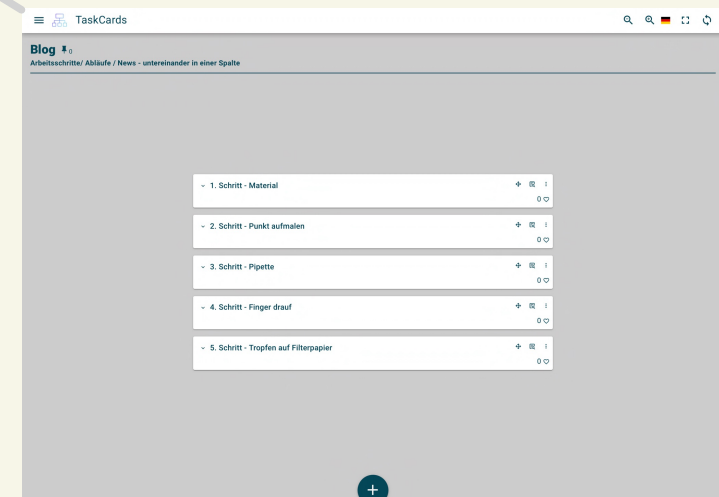 TaskCards
Blog 0
Arbeitsschritte/ Abläufe / News - untereinander in einer Spalte
1. Schritt - Material
0
2. Schritt - Punkt aufmalen
0
3. Schritt - Pipette
0
4. Schritt - Finger drauf
0
5. Schritt - Tropfen auf Filterpapier
0